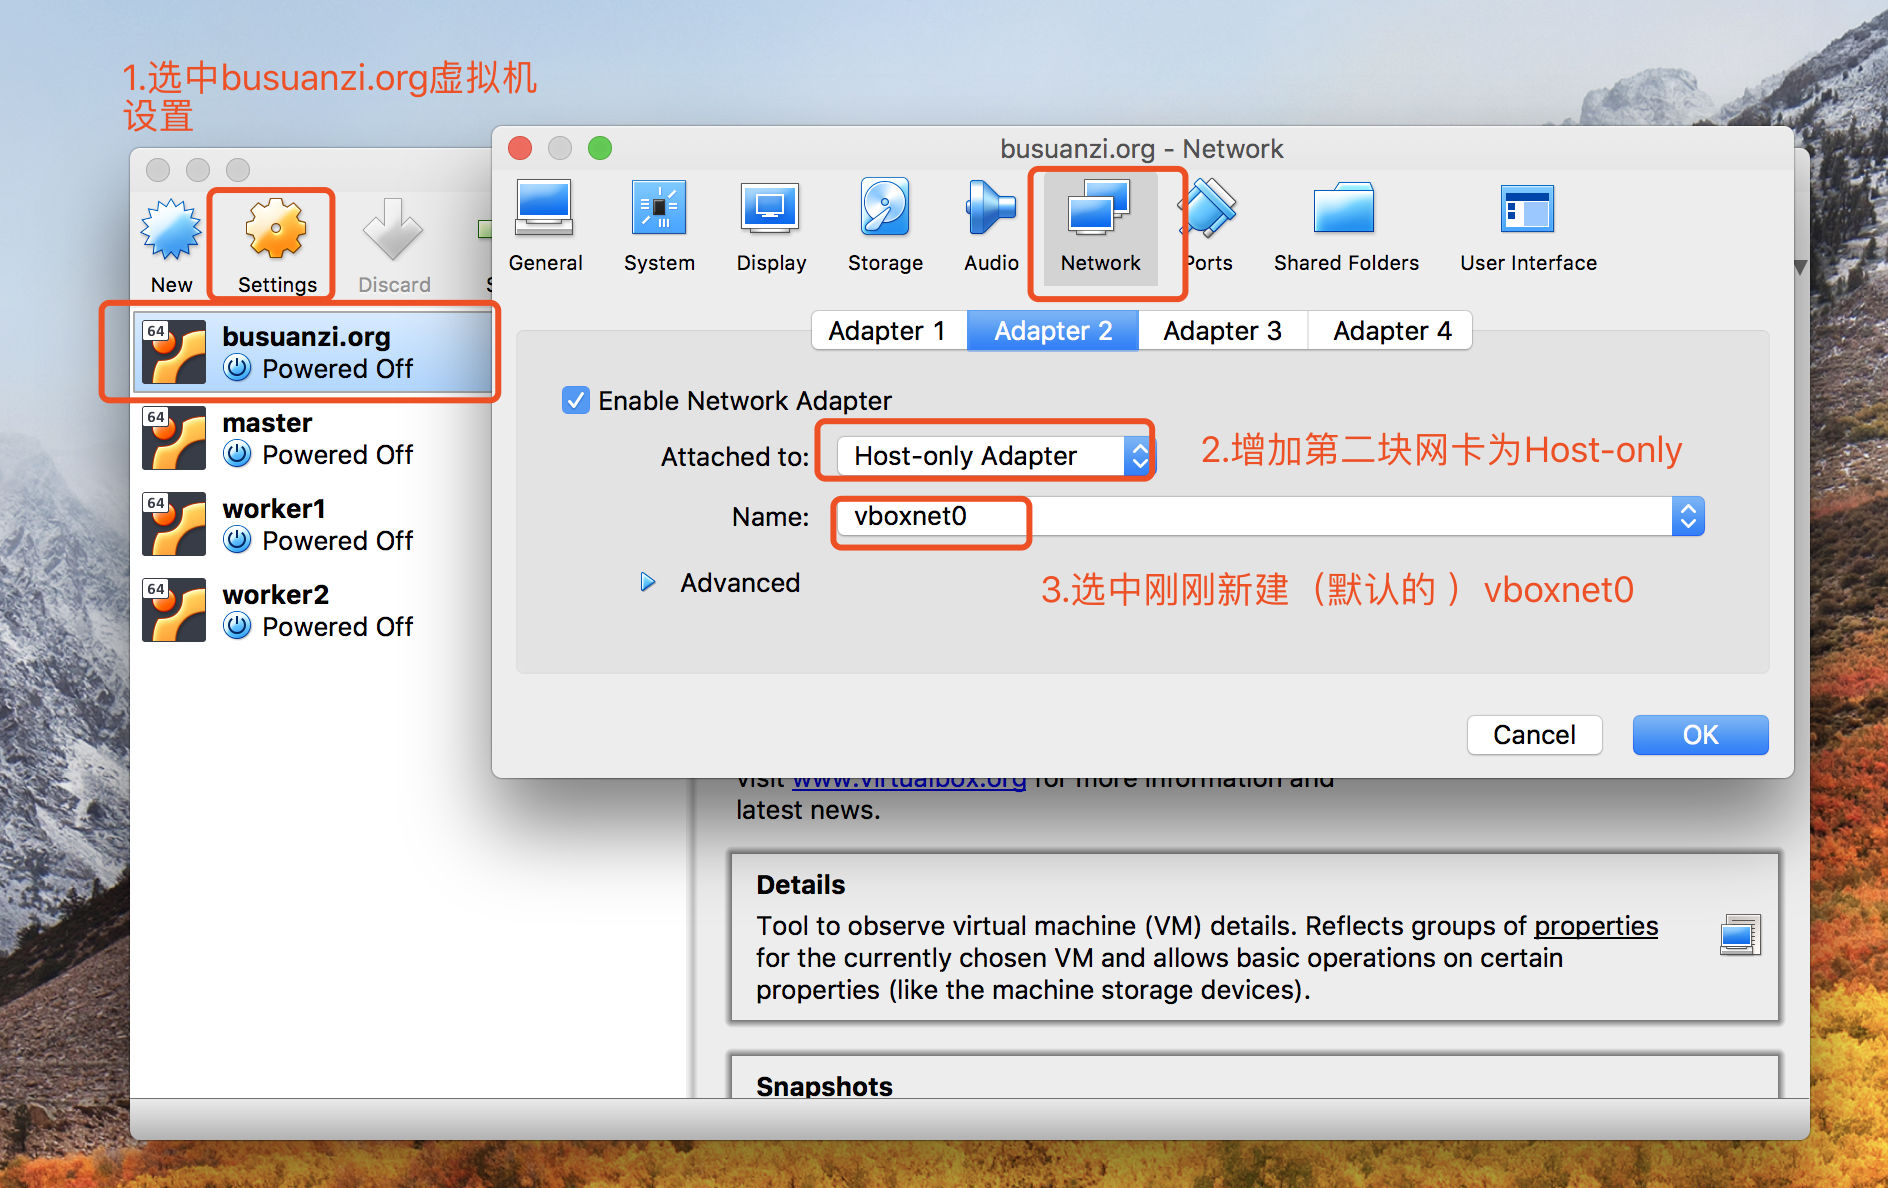 1.选中busuanzi.org虚拟机
设置
busuanzi.org - Network
New
Settings
Discard
General
System
Display
Storage
Audio
Network
Ports
Shared Folders
User Interface
Adapter 1
Adapter 2
Adapter 3
Adapter 4
64
busuanzi.org
Powered Off
64
master
Powered Off
64
worker1
Powered Off
64
worker2
Powered Off
Enable Network Adapter
Attached to: Host-only Adapter
2.增加第二块网卡为Host-only
Name: vboxnet0
Advanced
3.选中刚刚新建（默认的 ）vboxnet0
Cancel
OK
visit www.virtualbox.org for more information and
latest news.
Details
Tool to observe virtual machine (VM) details. Reflects groups of properties
for the currently chosen VM and allows basic operations on certain
properties (like the machine storage devices).
Snapshots